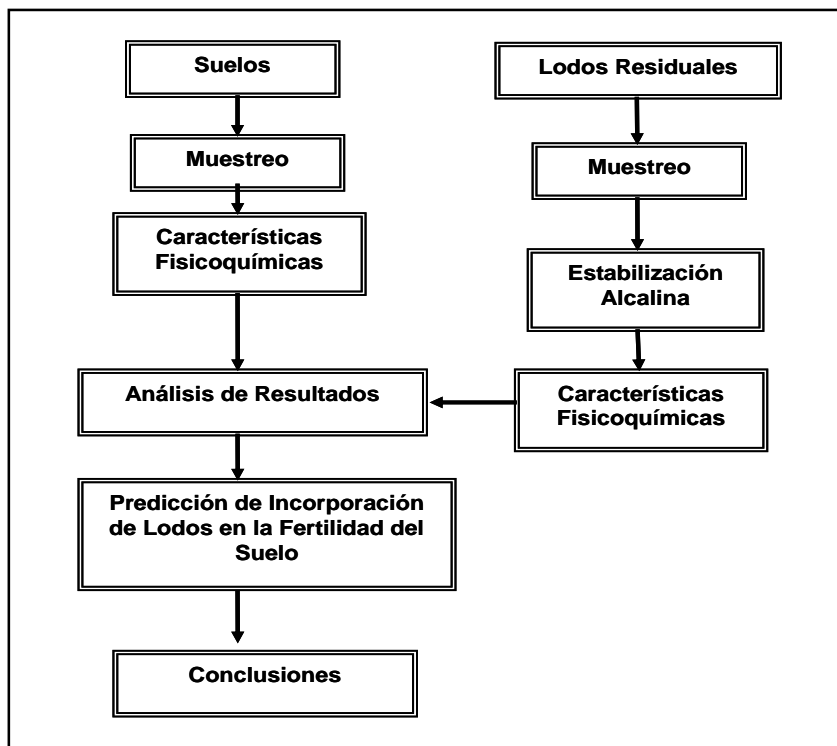 Suelos
Muestreo
Características
Fisicoquímicas
Lodos Residuales
Muestreo
Estabilización
Alcalina
Características
Fisicoquímicas
Análisis de Resultados
Predicción de Incorporación
de Lodos en la Fertilidad del
Suelo
Conclusiones